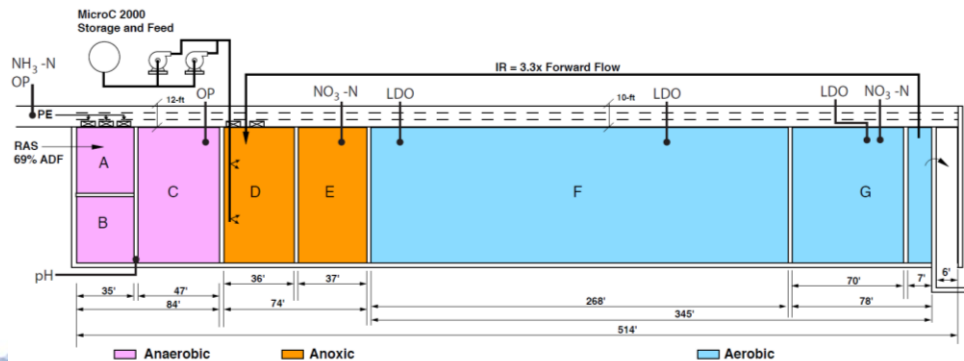 MicroC 2000
Storage and Feed
NH3 -N
OP
IR = 3.3x Forward Flow
12-ft
OP
NO3 -N
LDO
10-ft
LDO
LDO
NO3 -N
PE
RAS
69% ADF
A
B
C
D
E
F
G
pH
6'
36'
37'
70'
7'
35'
47'
268'
84'
74'
345'
78'
514'
Anaerobic
Anoxic
Aerobic